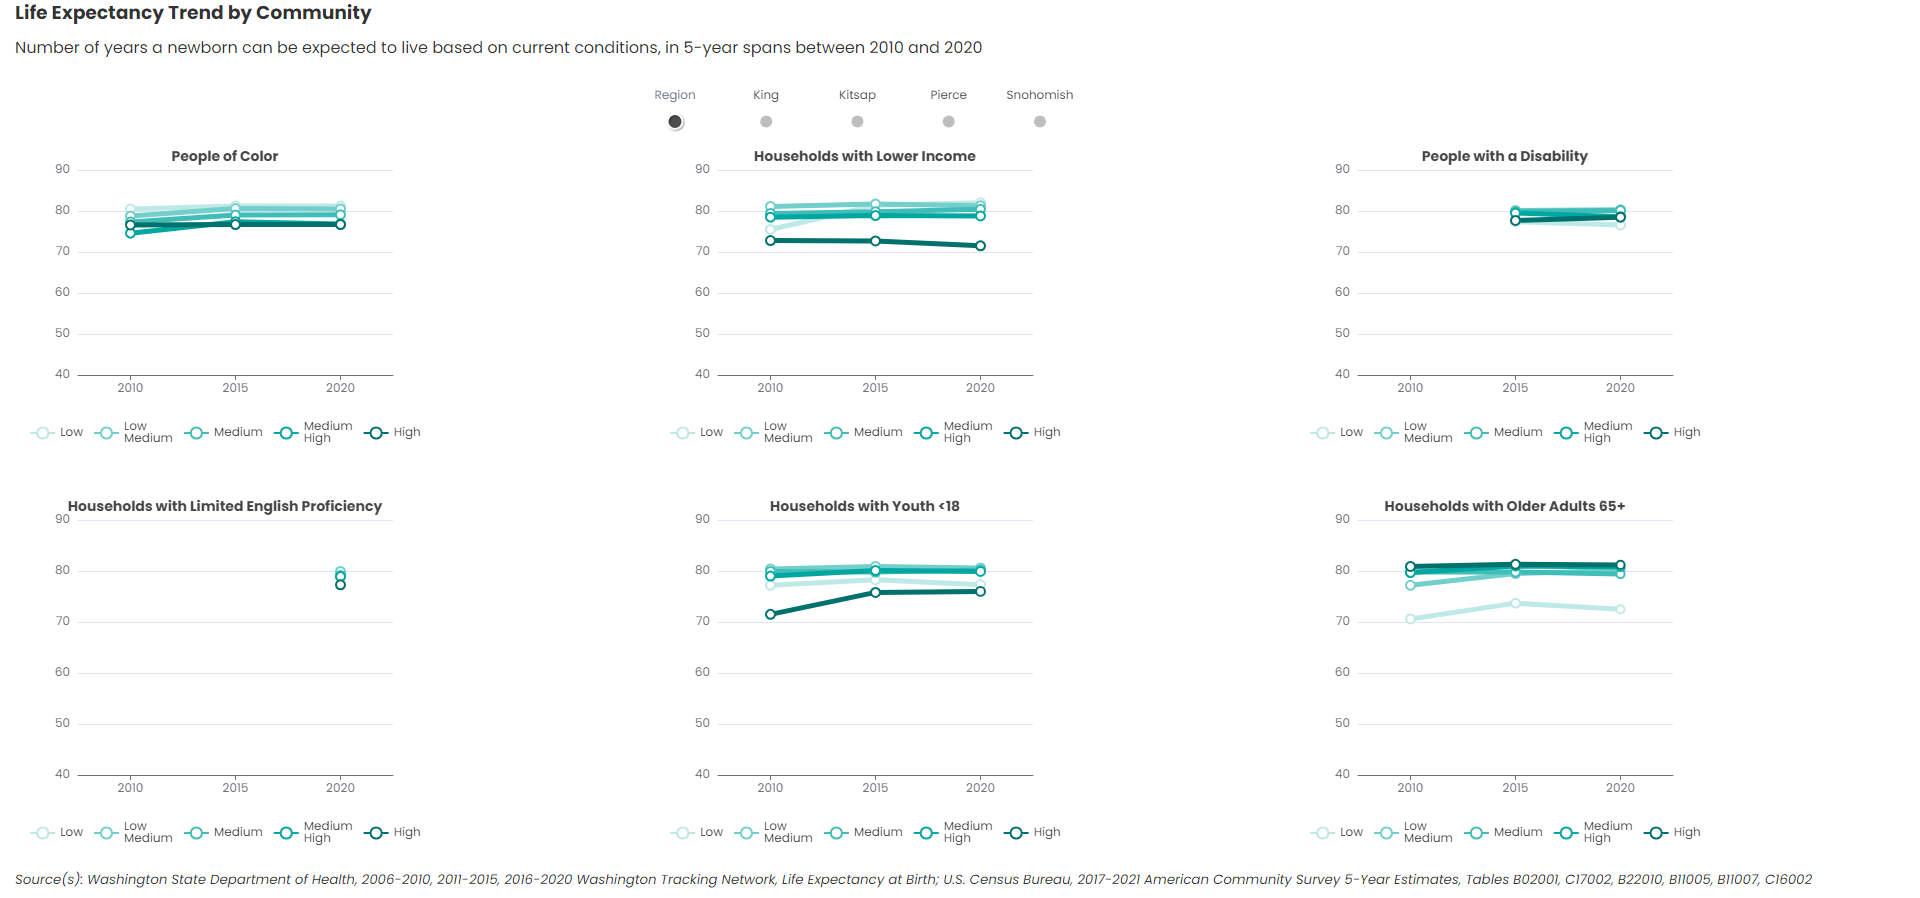 Life Expectancy Trend by Community
Number of years a newborn can be expected to live based on current conditions, in 5-year spans between 2010 and 2020
Region King Kitsap Pierce Snohomish
People of Color
90
80
70
60
50
40
2010 2015 2020
Low Low Medium Medium Medium High High
Households with Lower Income
90
80
70
60
50
40
2010 2015 2020
Low Low Medium Medium Medium High High
People with a Disability
90
80
70
60
50
40
2010 2015 2020
Low Low Medium Medium Medium High High
Households with Limited English Proficiency
90
80
70
60
50
40
2010 2015 2020
Low Low Medium Medium Medium High High
Households with Youth <18
90
80
70
60
50
40
2010 2015 2020
Low Low Medium Medium Medium High High
Households with Older Adults 65+
90
80
70
60
50
40
2010 2015 2020
Low Low Medium Medium Medium High High
Source(s): Washington State Department of Health, 2006-2010, 2011-2015, 2016-2020 Washington Tracking Network, Life Expectancy at Birth; U.S. Census Bureau, 2017-2021 American Community Survey 5-Year Estimates, Tables B02001, C17002, B22010, B11005, B11007, C16002